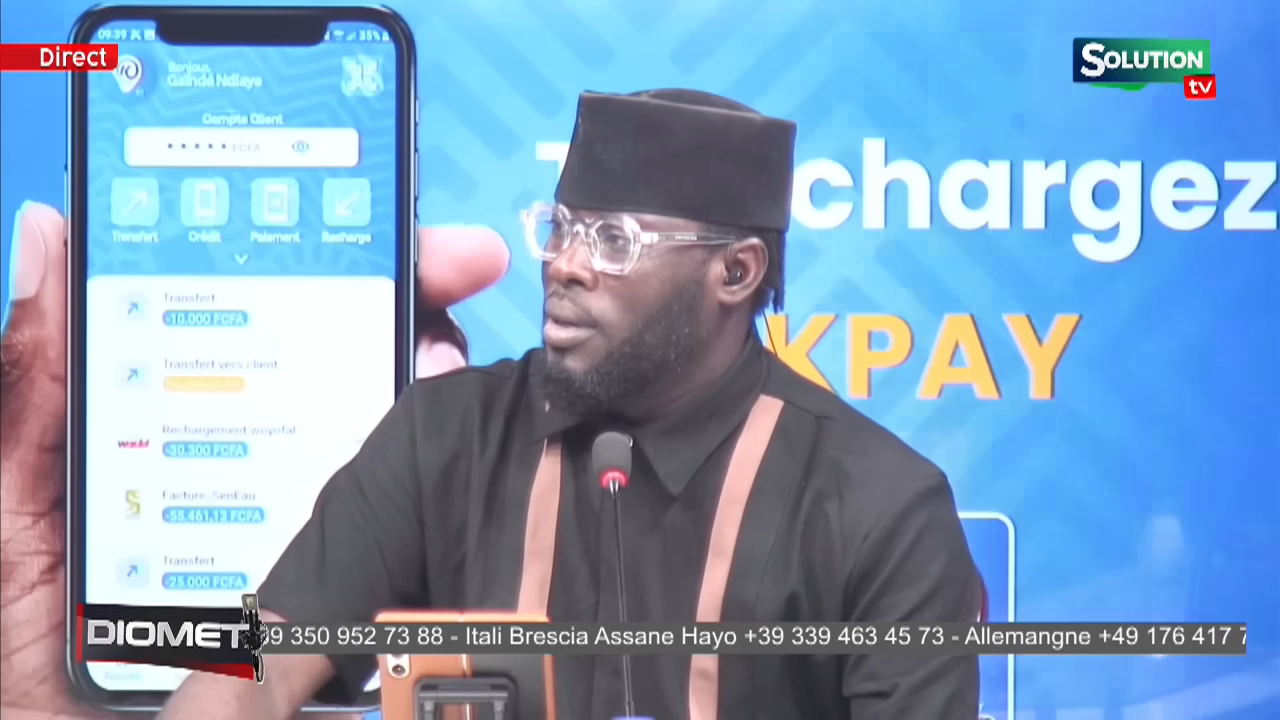 Direct
09:39
35%
Bonjour,
Gaïndé Ndiaye
Compte Client
FCFA
Transfert Crédit Paiement Recharge
Transfert
-10.000 FCFA
Transfert vers client
Rechargement woyofal
-30.300 FCFA
Facture SenEau
-55.461,12 FCFA
Transfert
-25.000 FCFA
SOLUTION
tv
chargez
KPAY
DIOMET
39 350 952 73 88 - Itali Brescia Assane Hayo +39 339 463 45 73 - Allemangne +49 176 417 7